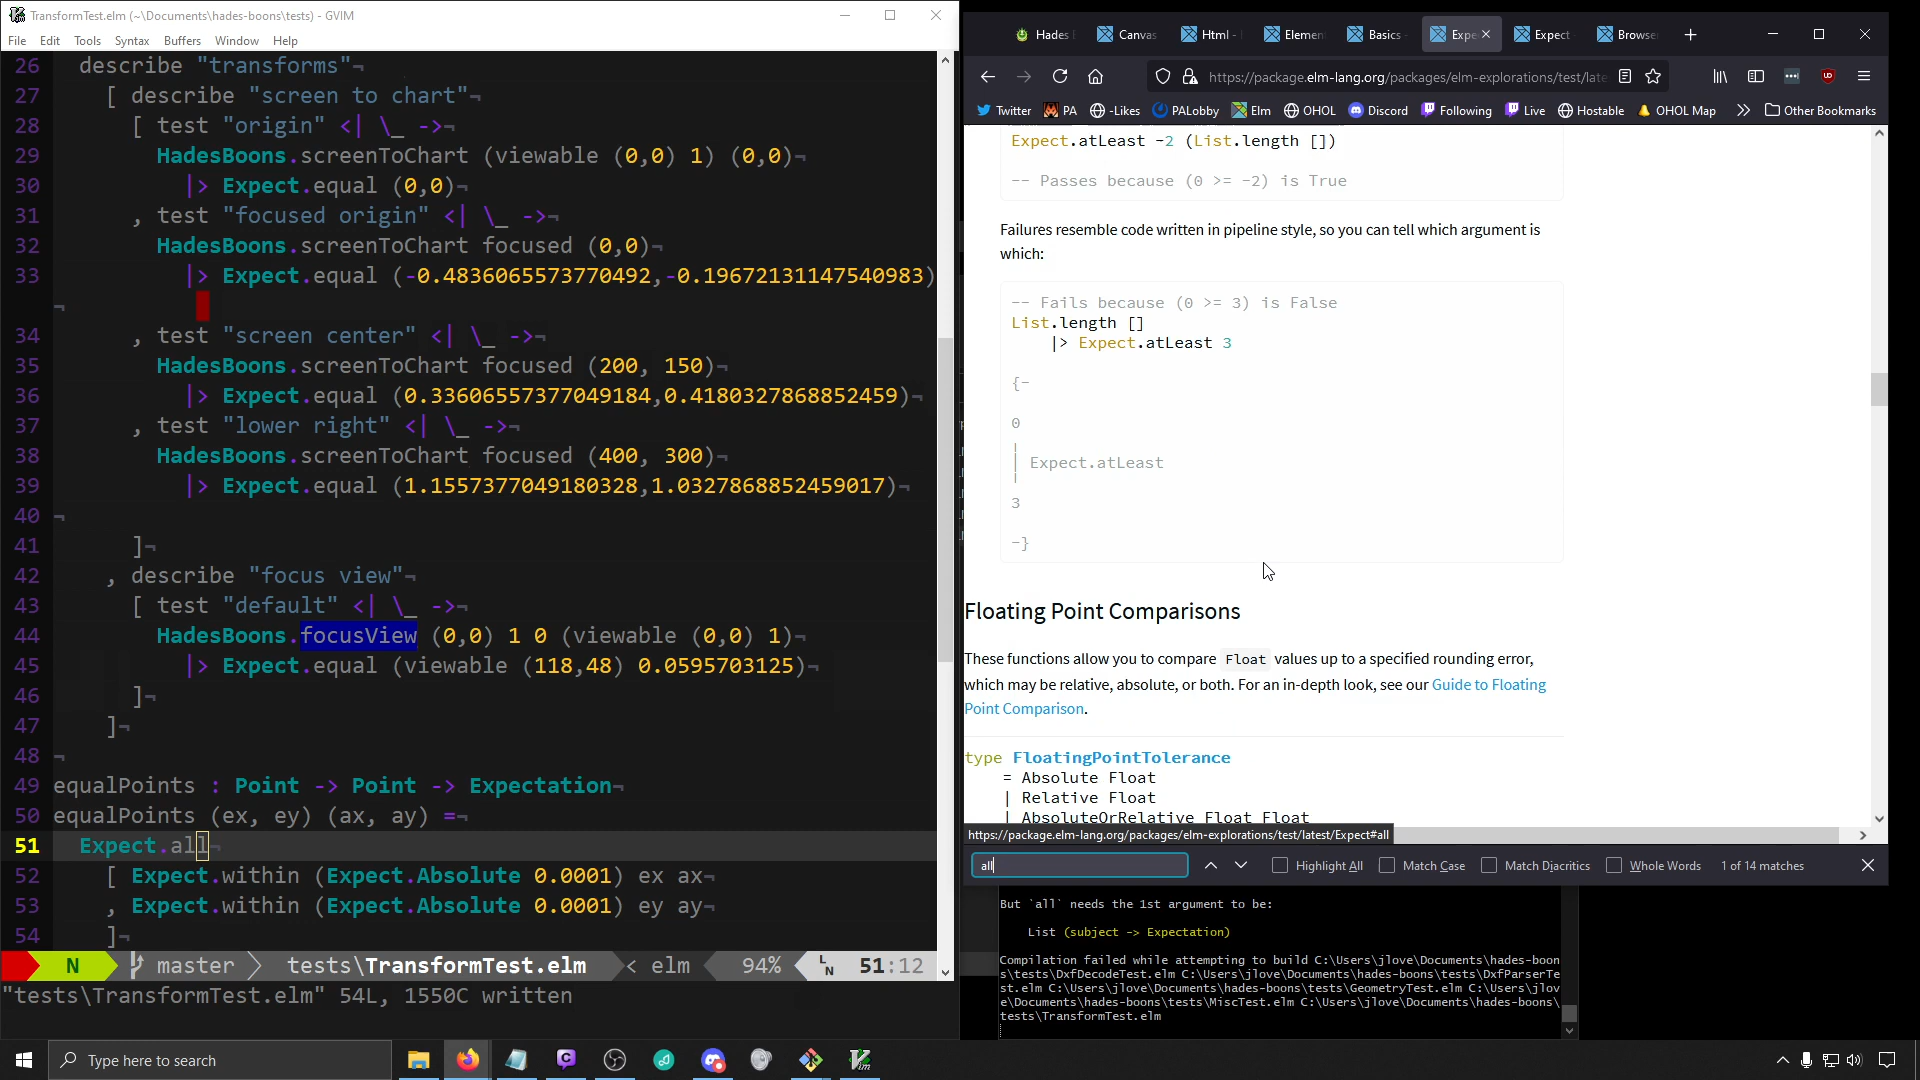 TransformTest.elm (~\Documents\hades-boons\tests) - GVIM
File Edit Tools Syntax Buffers Window Help
26 describe "transforms"¬
27 [ describe "screen to chart"¬
28 [ test "origin" <| \_ ->¬
29 HadesBoons.screenToChart (viewable (0,0) 1) (0,0)¬
30 |> Expect.equal (0,0)¬
31 , test "focused origin" <| \_ ->¬
32 HadesBoons.screenToChart focused (0,0)¬
33 |> Expect.equal (-0.4836065573770492,-0.19672131147540983)
¬
34 , test "screen center" <| \_ ->¬
35 HadesBoons.screenToChart focused (200, 150)¬
36 |> Expect.equal (0.33606557377049184,0.4180327868852459)¬
37 , test "lower right" <| \_ ->¬
38 HadesBoons.screenToChart focused (400, 300)¬
39 |> Expect.equal (1.1557377049180328,1.0327868852459017)¬
40 ¬
41 ]¬
42 , describe "focus view"¬
43 [ test "default" <| \_ ->¬
44 HadesBoons.focusView (0,0) 1 0 (viewable (0,0) 1)¬
45 |> Expect.equal (viewable (118,48) 0.0595703125)¬
46 ]¬
47 ]¬
48 ¬
49 equalPoints : Point -> Point -> Expectation¬
50 equalPoints (ex, ey) (ax, ay) =¬
51 Expect.all¬
52 [ Expect.within (Expect.Absolute 0.0001) ex ax¬
53 , Expect.within (Expect.Absolute 0.0001) ey ay¬
54 ]¬
N master tests\TransformTest.elm < elm 94% LN 51:12
"tests\TransformTest.elm" 54L, 1550C written
Hades Canvas Html - Elemen Basics Expe Expect Browse
https://package.elm-lang.org/packages/elm-explorations/test/late
Twitter PA -Likes PALobby Elm OHOL Discord Following Live Hostable OHOL Map Other Bookmarks
Expect.atLeast -2 (List.length [])
-- Passes because (0 >= -2) is True
Failures resemble code written in pipeline style, so you can tell which argument is
which:
-- Fails because (0 >= 3) is False
List.length []
|> Expect.atLeast 3
{-
0
| Expect.atLeast
3
-}
Floating Point Comparisons
These functions allow you to compare Float values up to a specified rounding error,
which may be relative, absolute, or both. For an in-depth look, see our Guide to Floating
Point Comparison.
type FloatingPointTolerance
= Absolute Float
| Relative Float
| AbsoluteOrRelative Float Float
https://package.elm-lang.org/packages/elm-explorations/test/latest/Expect#all
all Highlight All Match Case Match Diacritics Whole Words 1 of 14 matches
But `all` needs the 1st argument to be:
List (subject -> Expectation)
Compilation failed while attempting to build C:\Users\jlove\Documents\hades-boon
s\tests\DxfDecodeTest.elm C:\Users\jlove\Documents\hades-boons\tests\DxfParserTe
st.elm C:\Users\jlove\Documents\hades-boons\tests\GeometryTest.elm C:\Users\jlov
e\Documents\hades-boons\tests\MiscTest.elm C:\Users\jlove\Documents\hades-boons\
tests\TransformTest.elm
Type here to search